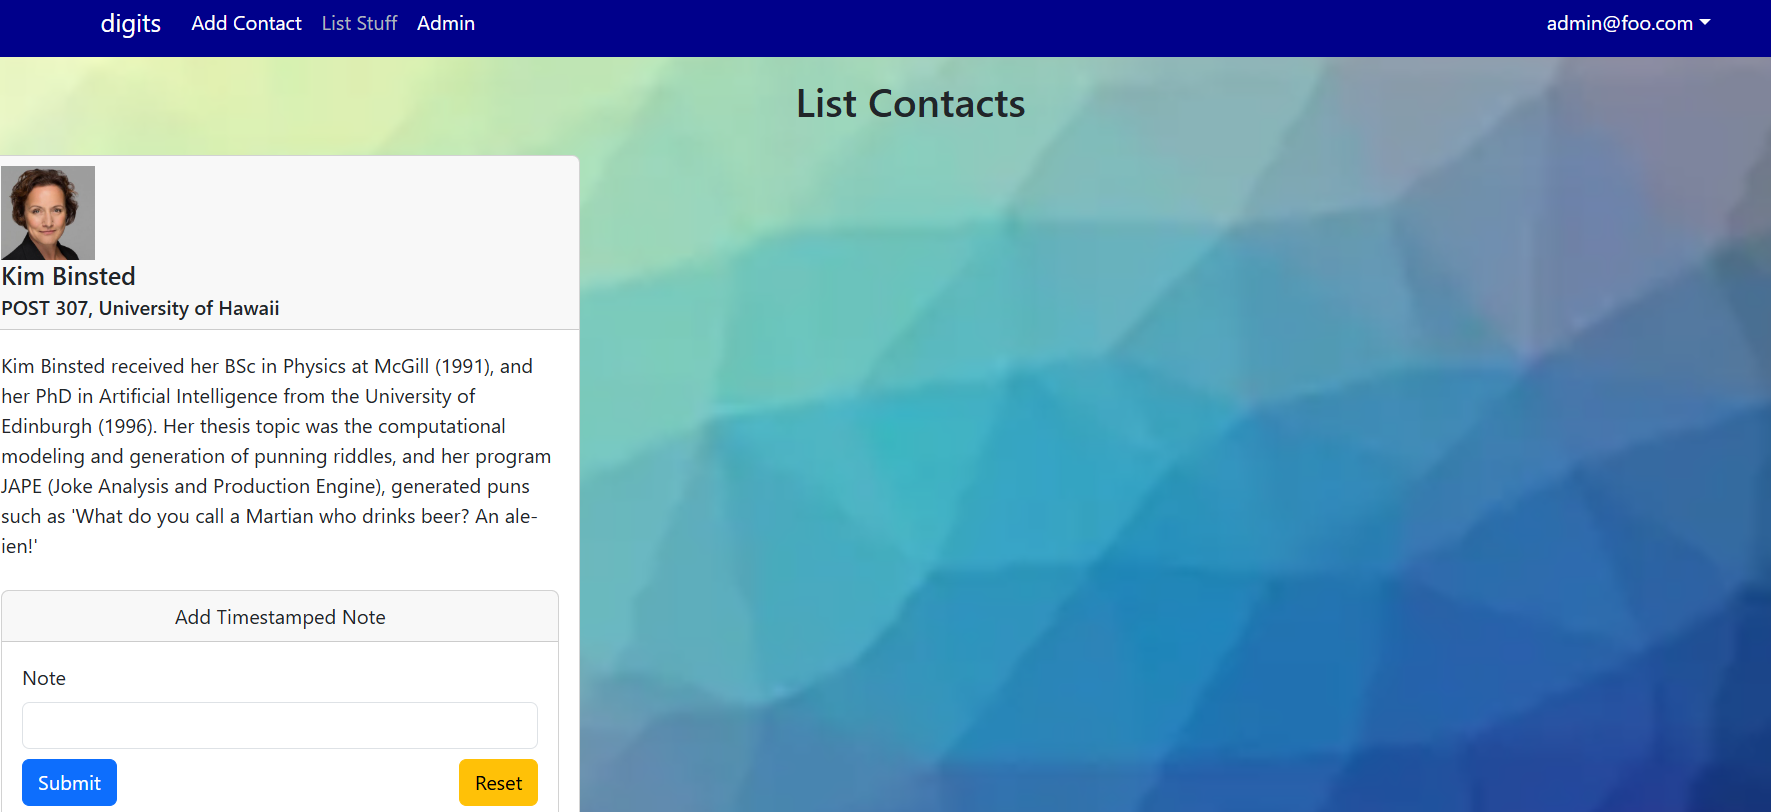 digits Add Contact List Stuff Admin admin@foo.com
List Contacts
Kim Binsted
POST 307, University of Hawaii
Kim Binsted received her BSc in Physics at McGill (1991), and
her PhD in Artificial Intelligence from the University of
Edinburgh (1996). Her thesis topic was the computational
modeling and generation of punning riddles, and her program
JAPE (Joke Analysis and Production Engine), generated puns
such as 'What do you call a Martian who drinks beer? An ale-
ien!'
Add Timestamped Note
Note
Submit Reset